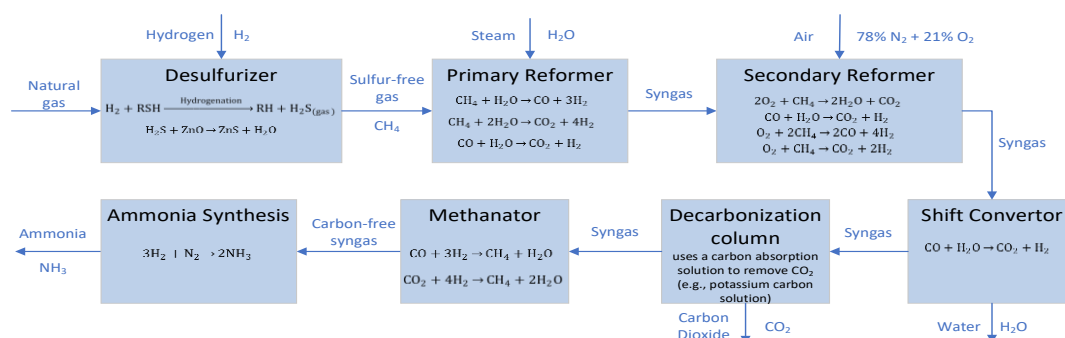 Hydrogen H₂
Steam H₂O
Air 78% N₂ + 21% O₂
Natural gas
Desulfurizer
H₂ + RSH Hydrogenation → RH + H₂S(gas)
H₂S + ZnO → ZnS + H₂O
Sulfur-free gas
CH₄
Primary Reformer
CH₄ + H₂O → CO + 3H₂
CH₄ + 2H₂O → CO₂ + 4H₂
CO + H₂O → CO₂ + H₂
Syngas
Secondary Reformer
2O₂ + CH₄ → 2H₂O + CO₂
CO + H₂O → CO₂ + H₂
O₂ + 2CH₄ → 2CO + 4H₂
O₂ + CH₄ → CO₂ + 2H₂
Syngas
Shift Convertor
CO + H₂O → CO₂ + H₂
Water H₂O
Syngas
Decarbonization
column
uses a carbon absorption
solution to remove CO₂
(e.g., potassium carbon
solution)
Carbon
Dioxide CO₂
Syngas
Methanator
CO + 3H₂ → CH₄ + H₂O
CO₂ + 4H₂ → CH₄ + 2H₂O
Carbon-free
syngas
Ammonia Synthesis
3H₂ + N₂ → 2NH₃
Ammonia
NH₃